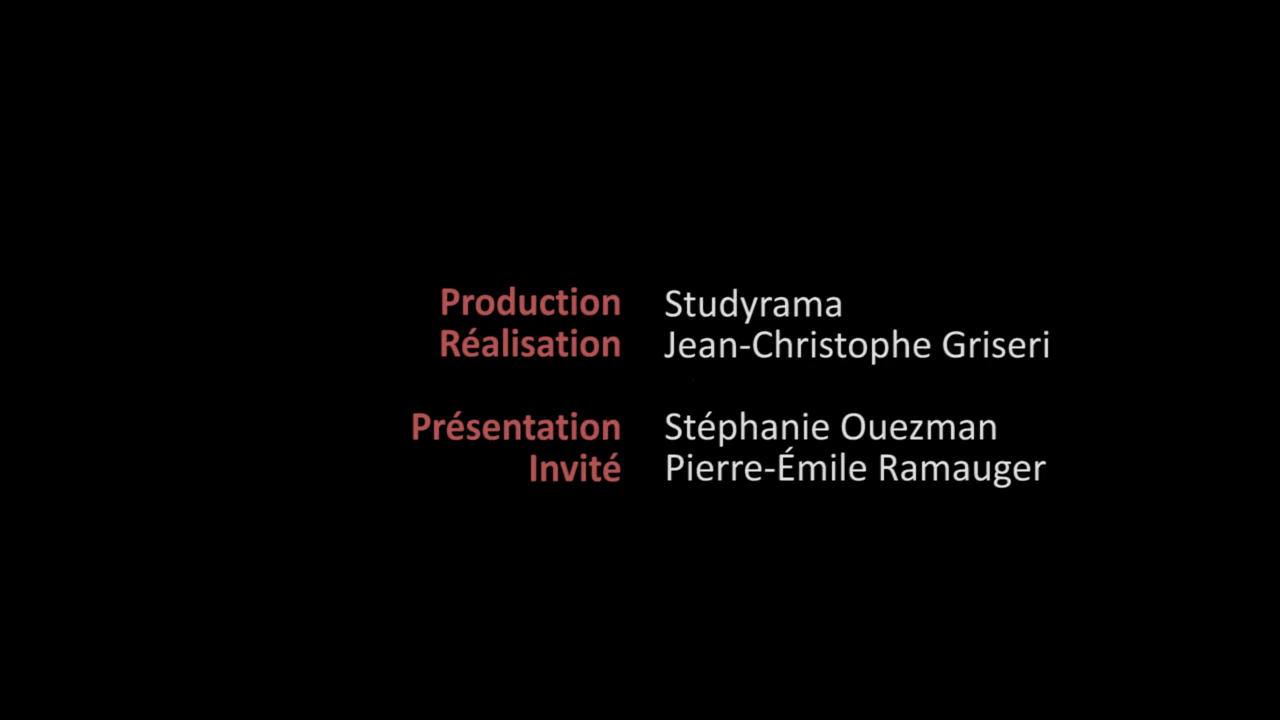 Production Studyrama
Réalisation Jean-Christophe Griseri
Présentation Stéphanie Ouezman
Invité Pierre-Émile Ramauger